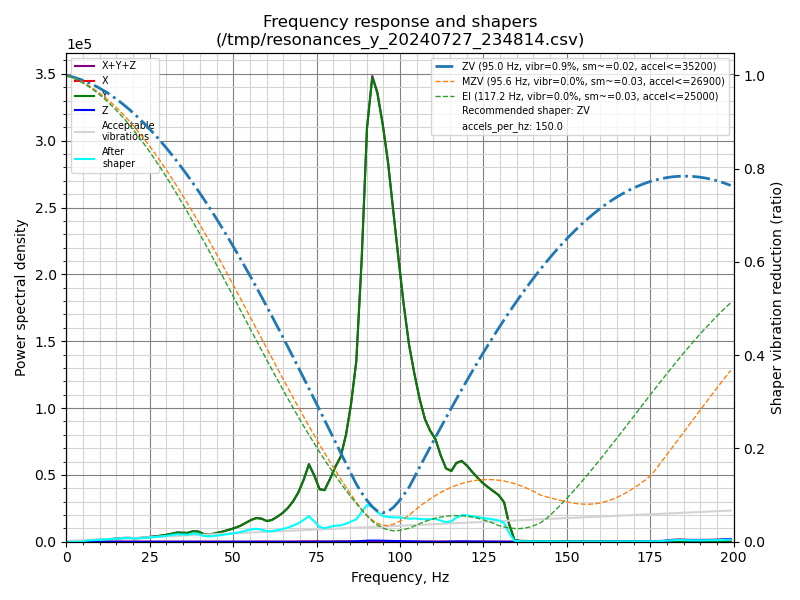 Frequency response and shapers
(/tmp/resonances_y_20240727_234814.csv)
1e5
X+Y+Z
X
Z
Acceptable
vibrations
After
shaper
ZV (95.0 Hz, vibr=0.9%, sm~=0.02, accel<=35200)
MZV (95.6 Hz, vibr=0.0%, sm~=0.03, accel<=26900)
EI (117.2 Hz, vibr=0.0%, sm~=0.03, accel<=25000)
Recommended shaper: ZV
accels_per_hz: 150.0
3.5
3.0
2.5
2.0
1.5
1.0
0.5
0.0
Power spectral density
1.0
0.8
0.6
0.4
0.2
0.0
Shaper vibration reduction (ratio)
0 25 50 75 100 125 150 175 200
Frequency, Hz